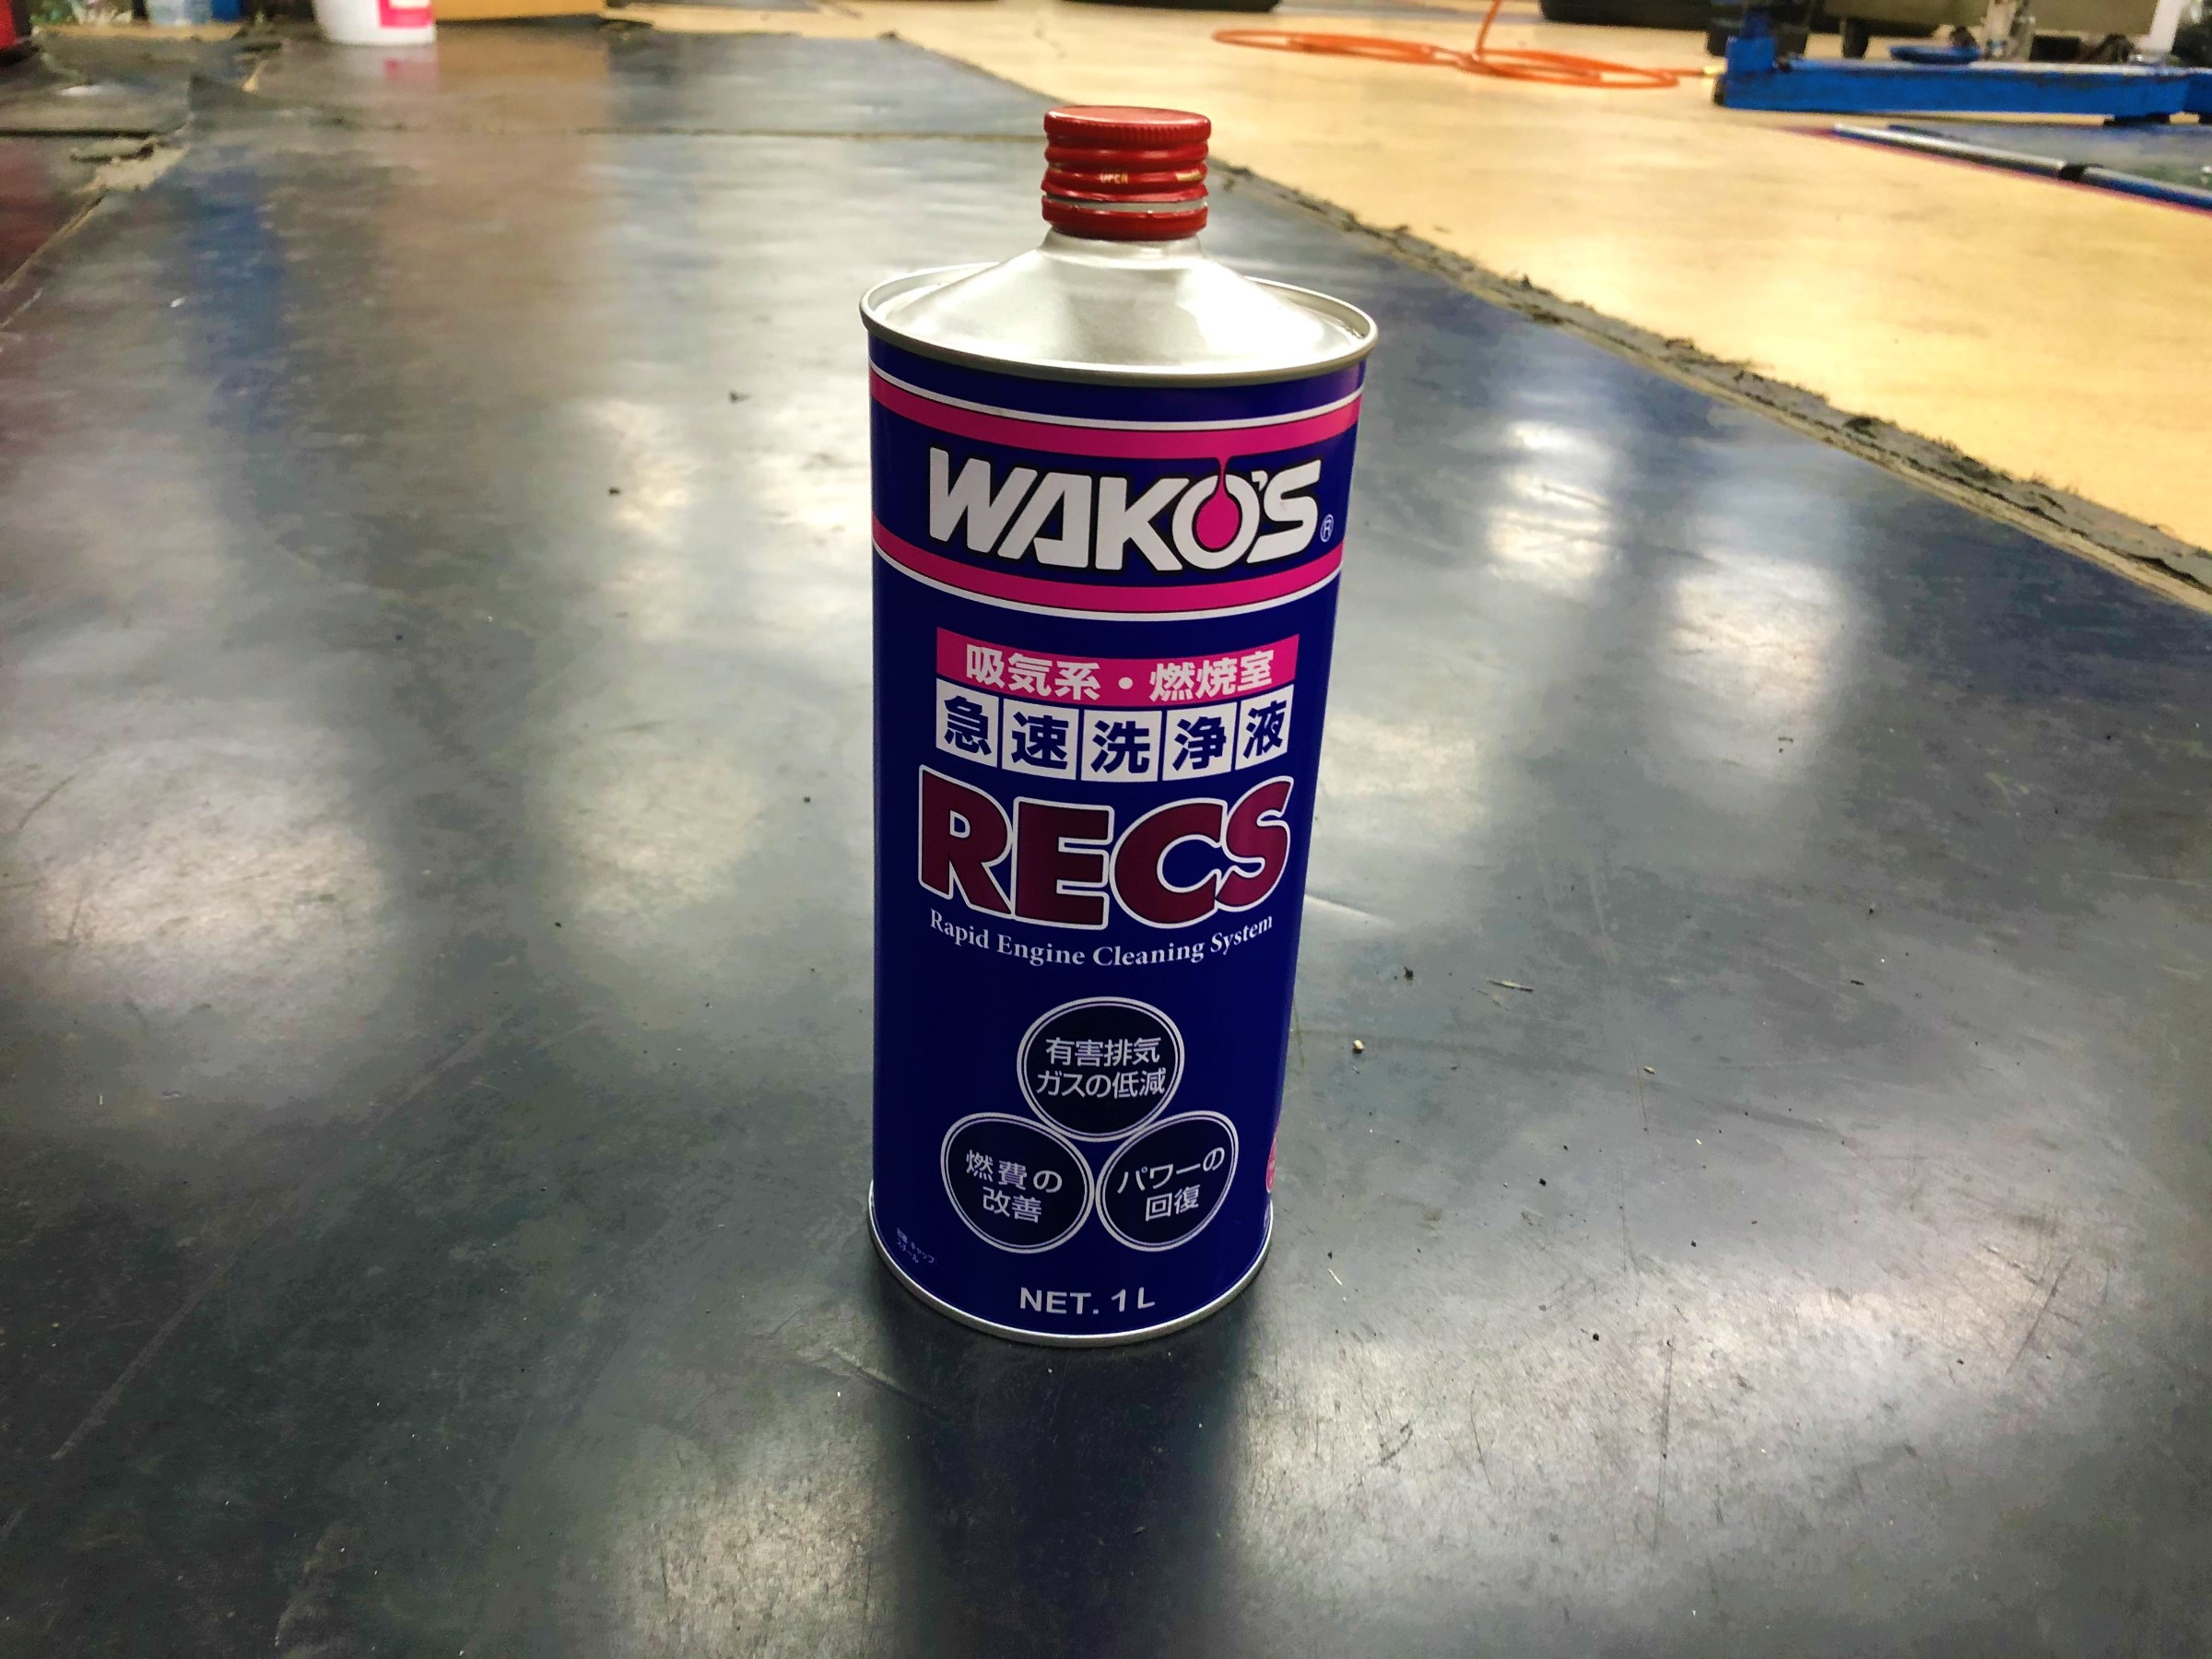 OPEN
WAKO'S®
吸気系・燃焼室
急速洗浄液
RECS
Rapid Engine Cleaning System
有害排気
ガスの低減
燃費の
改善
パワーの
回復
NET. 1L